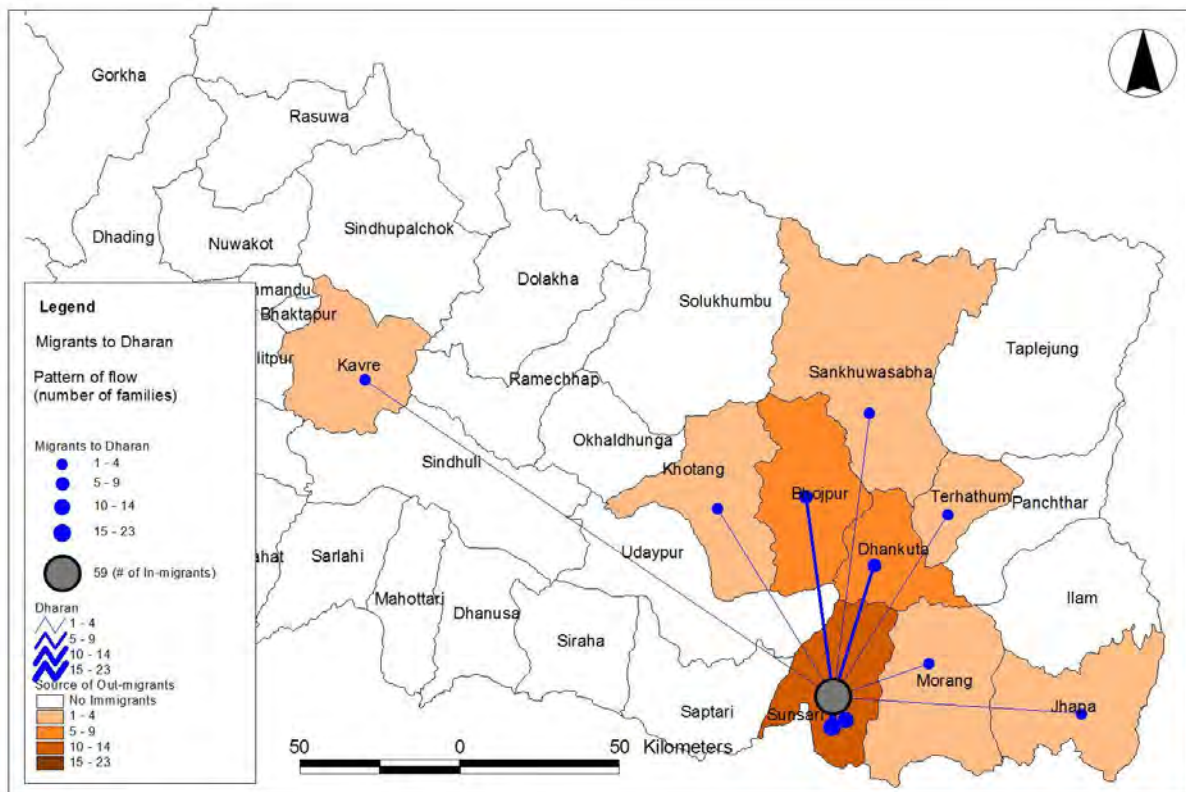 Gorkha
Rasuwa
Dhading
Nuwakot
Sindhupalchok
Dolakha
Solukhumbu
Taplejung
mmandu
Bhaktapur
litpur
Kavre
Ramechhap
Sankhuwasabha
Okhaldhunga
Sindhuli
Khotang
Bhojpur
Terhathum
Panchthar
Dhankuta
Udaypur
ahat
Sarlahi
Mahottari
Dhanusa
Siraha
Ilam
Saptari
Sunsari
Morang
Jhapa
Legend
Migrants to Dharan
Pattern of flow
(number of families)
Migrants to Dharan
1 - 4
5 - 9
10 - 14
15 - 23
59 (# of In-migrants)
Dharan
1 - 4
5 - 9
10 - 14
15 - 23
Source of Out-migrants
No Immigrants
1 - 4
5 - 9
10 - 14
15 - 23
50 0 50 Kilometers